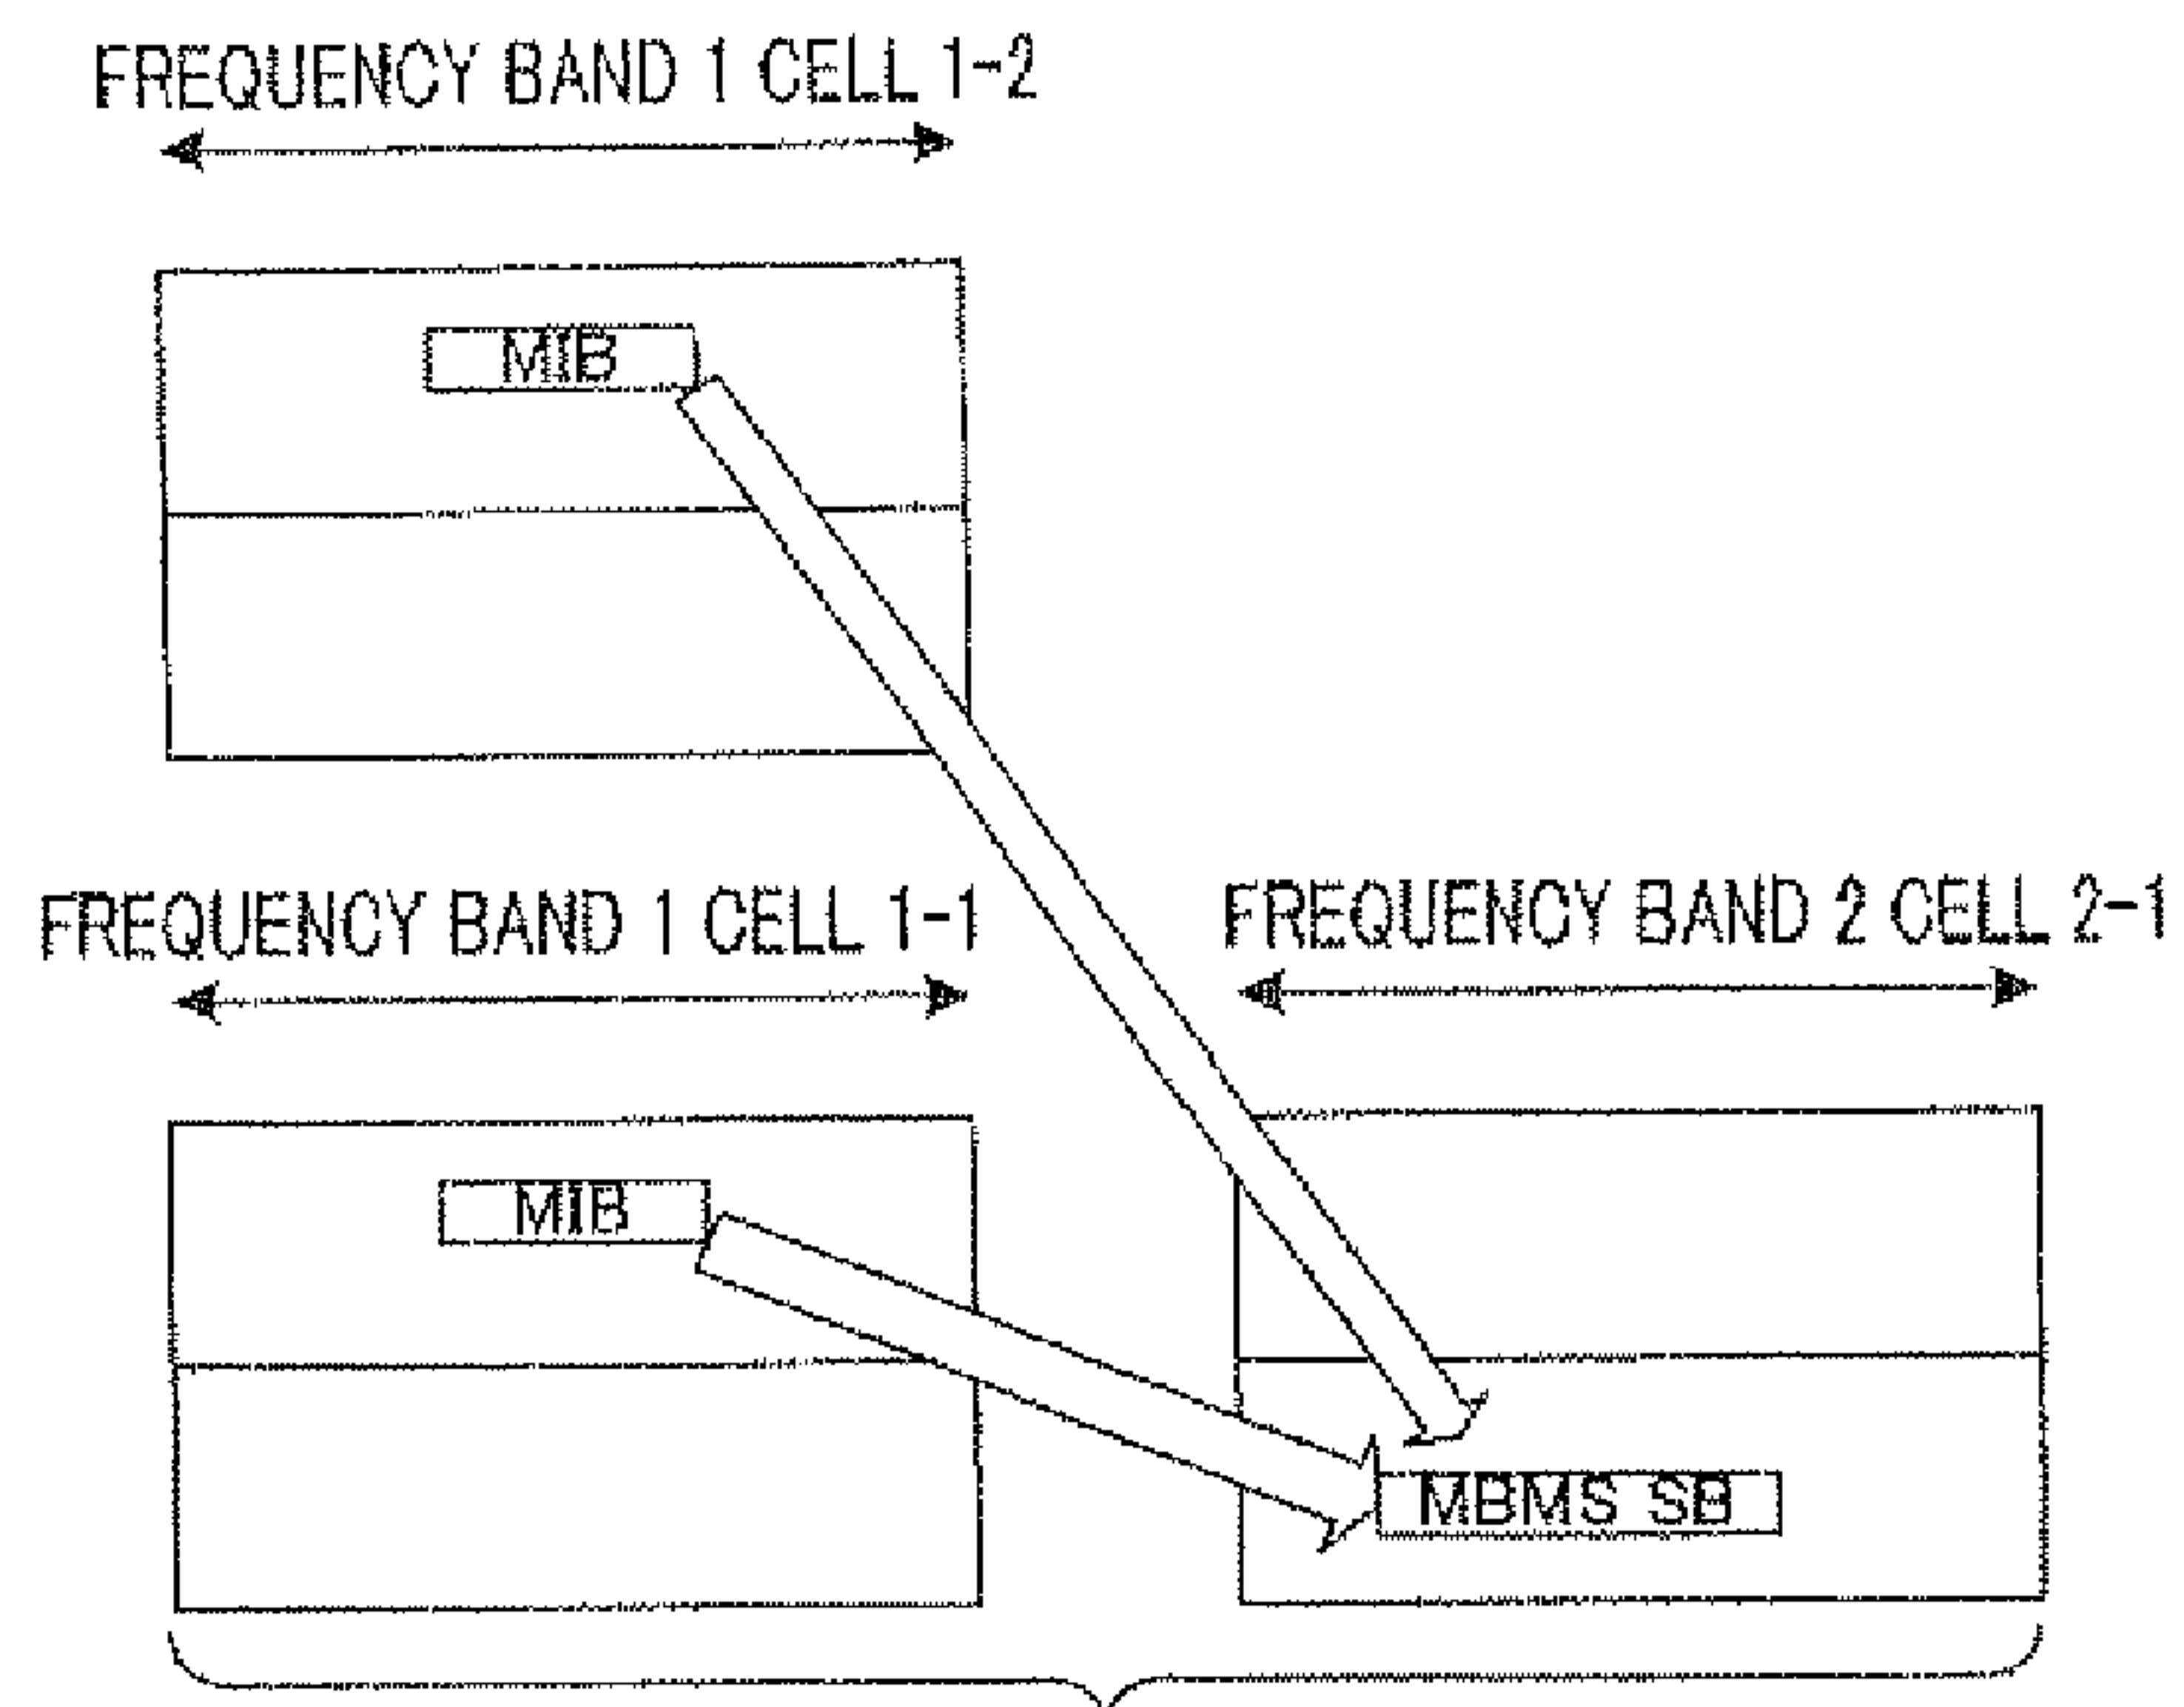 FREQUENCY BAND 1 CELL 1-2
MIB
FREQUENCY BAND 1 CELL 1-1
FREQUENCY BAND 2 CELL 2-1
MIB
MBMS SB